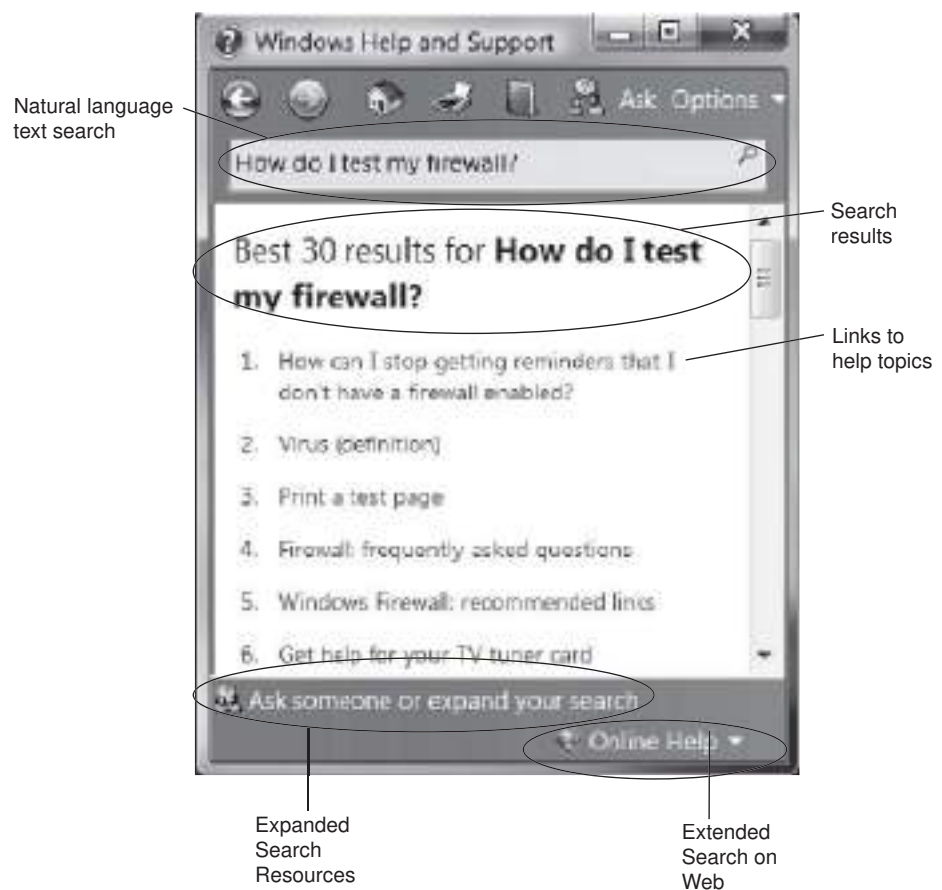 Windows Help and Support
Ask Options
Natural language
text search
How do I test my firewall?
Search
results
Best 30 results for How do I test
my firewall?
Links to
help topics
1. How can I stop getting reminders that I
don't have a firewall enabled?
2. Virus (definition)
3. Print a test page
4. Firewall: frequently asked questions
5. Windows Firewall: recommended links
6. Get help for your TV tuner card
Ask someone or expand your search
Online Help
Expanded
Search
Resources
Extended
Search on
Web